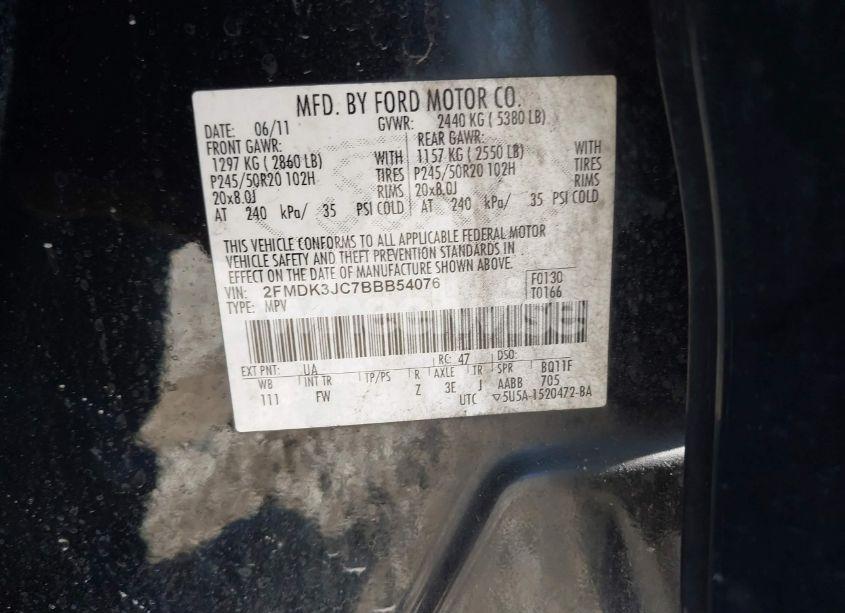 MFD. BY FORD MOTOR CO.
DATE: 06/11 GVWR: 2440 KG ( 5380 LB)
FRONT GAWR: REAR GAWR:
1297 KG ( 2860 LB) WITH 1157 KG ( 2550 LB) WITH
P245/50R20 102H TIRES P245/50R20 102H TIRES
20x8.0J RIMS 20x8.0J RIMS
AT 240 kPa/ 35 PSI COLD AT 240 kPa/ 35 PSI COLD
THIS VEHICLE CONFORMS TO ALL APPLICABLE FEDERAL MOTOR
VEHICLE SAFETY AND THEFT PREVENTION STANDARDS IN
EFFECT ON THE DATE OF MANUFACTURE SHOWN ABOVE.
VIN: 2FMDK3JC7BBB54076 F0130
TYPE: MPV T0166
EXT PNT: UA RC: 47 DSO:
WB INT TR TP/PS R AXLE TR SPR BQ11F
111 FW Z 3E J AABB 705
UTC ▽5U5A-1520472-BA